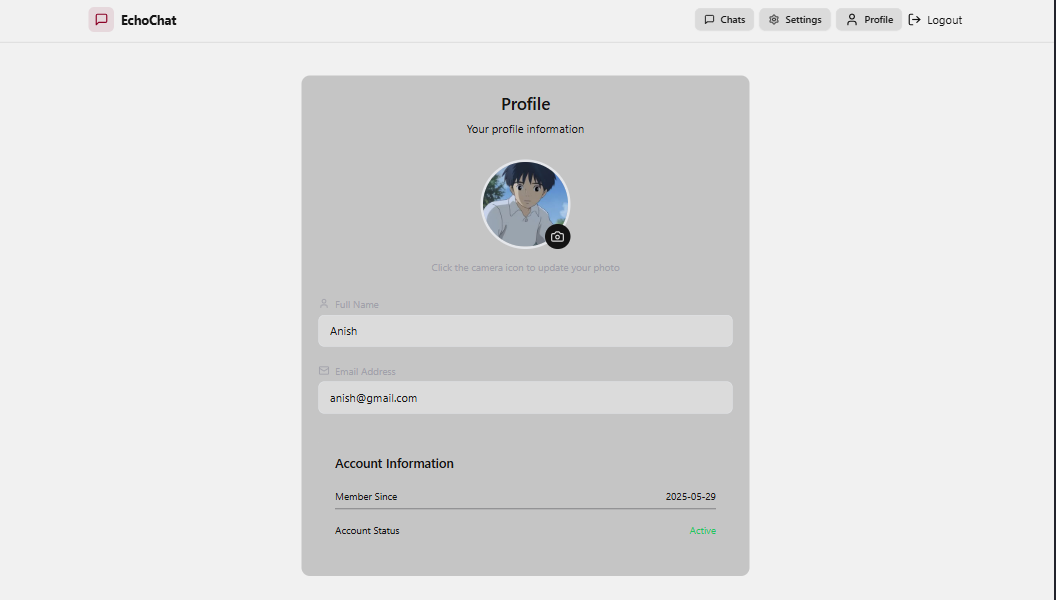 EchoChat
Chats
Settings
Profile
Logout
Profile
Your profile information
Click the camera icon to update your photo
Full Name
Anish
Email Address
anish@gmail.com
Account Information
Member Since 2025-05-29
Account Status Active